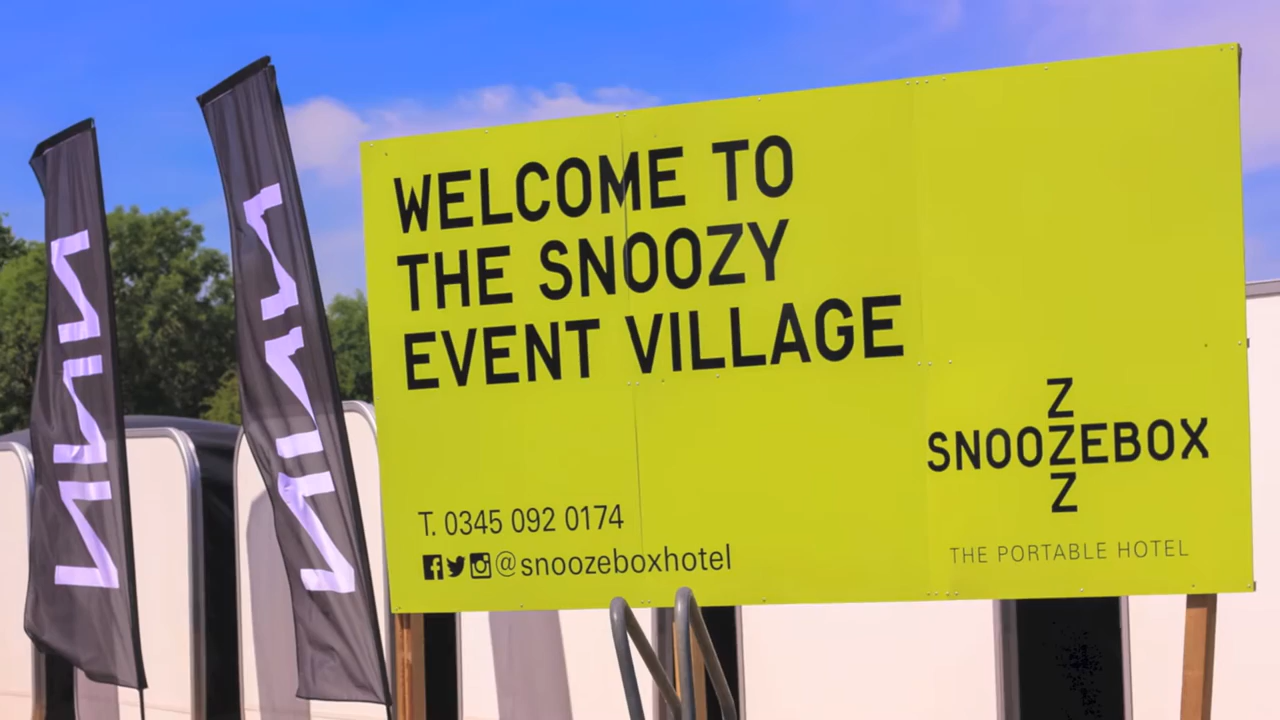 WELCOME TO
THE SNOOZY
EVENT VILLAGE
T. 0345 092 0174
@snoozeboxhotel
Z
SNOOZEBOX
Z
THE PORTABLE HOTEL